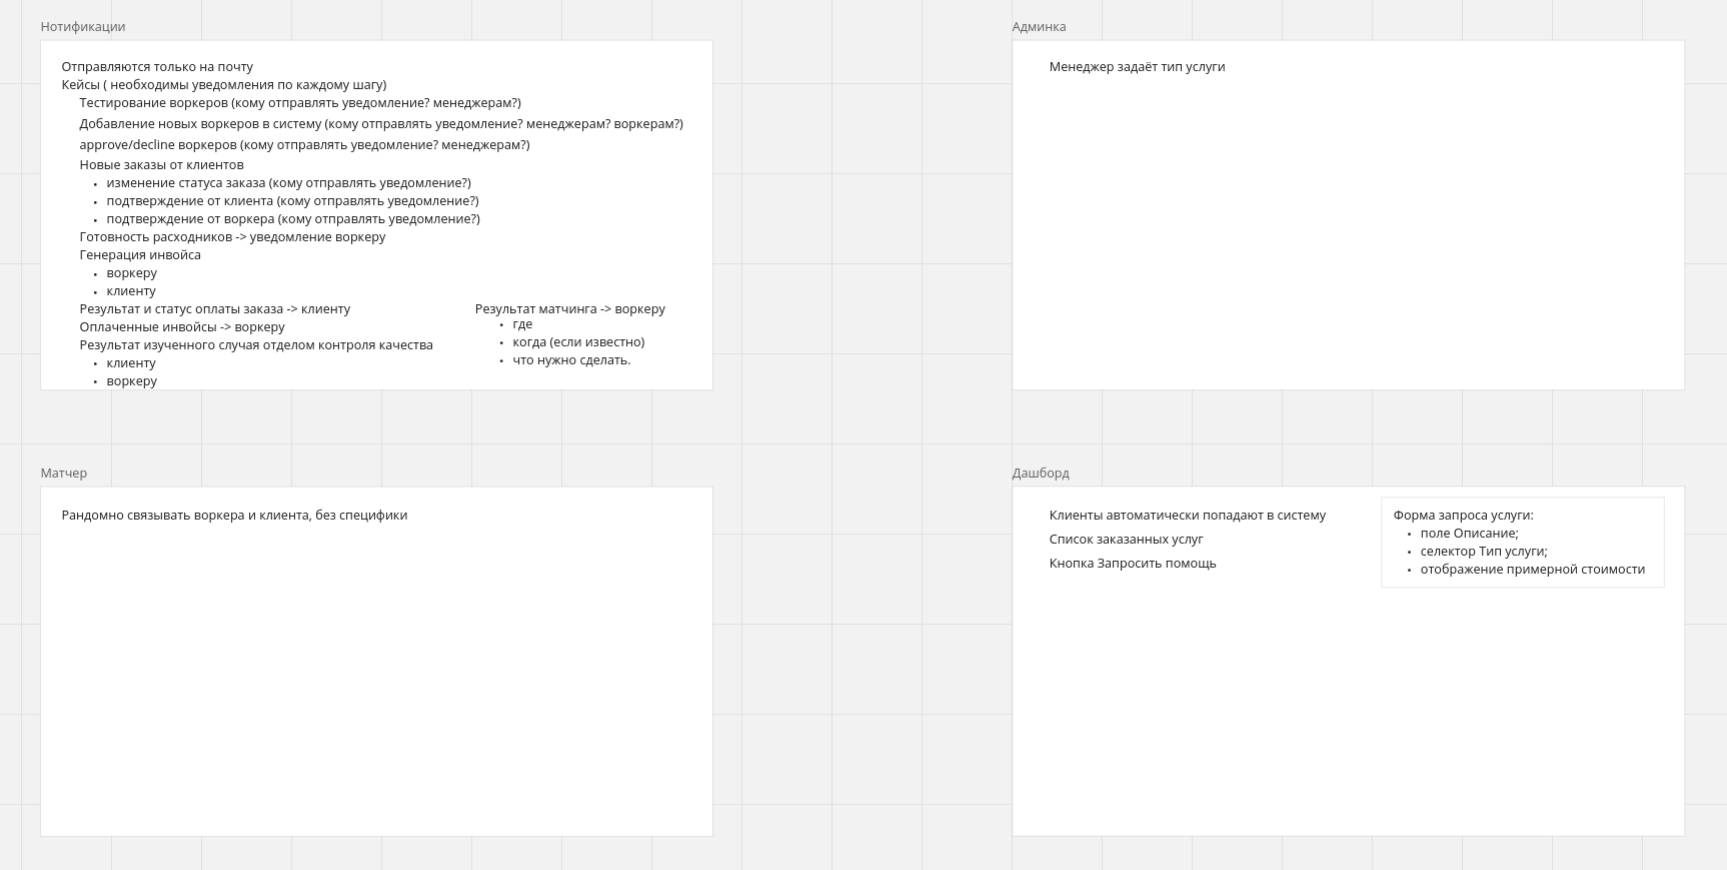 Нотификации
Отправляются только на почту
Кейсы ( необходимы уведомления по каждому шагу)
Тестирование воркеров (кому отправлять уведомление? менеджерам?)
Добавление новых воркеров в систему (кому отправлять уведомление? менеджерам? воркерам?)
approve/decline воркеров (кому отправлять уведомление? менеджерам?)
Новые заказы от клиентов
• изменение статуса заказа (кому отправлять уведомление?)
• подтверждение от клиента (кому отправлять уведомление?)
• подтверждение от воркера (кому отправлять уведомление?)
Готовность расходников -> уведомление воркеру
Генерация инвойса
• воркеру
• клиенту
Результат и статус оплаты заказа -> клиенту
Оплаченные инвойсы -> воркеру
Результат изученного случая отделом контроля качества
• клиенту
• воркеру
Результат матчинга -> воркеру
• где
• когда (если известно)
• что нужно сделать.
Админка
Менеджер задаёт тип услуги
Матчер
Рандомно связывать воркера и клиента, без специфики
Дашборд
Клиенты автоматически попадают в систему
Список заказанных услуг
Кнопка Запросить помощь
Форма запроса услуги:
• поле Описание;
• селектор Тип услуги;
• отображение примерной стоимости